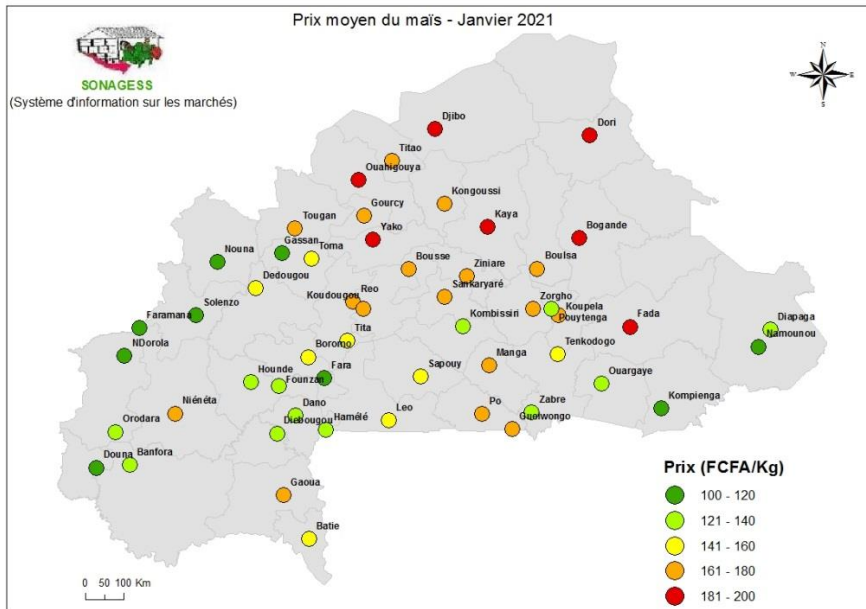 Prix moyen du maïs - Janvier 2021
SONAGESS
(Système d'information sur les marchés)
N
W
E
S
Djibo
Dori
Titao
Ouahigouya
Kongoussi
Gourcy
Tougan
Kaya
Yako
Bogande
Gassan
Toma
Nouna
Bousse
Ziniare
Boulsa
Dedougou
Sankaryaré
Koudougou
Reo
Zorgho
Koupela
Pouytenga
Solenzo
Faramana
Kombissiri
Fada
Diapaga
Namounou
Tita
NDorola
Boromo
Tenkodogo
Manga
Fara
Sapouy
Hounde
Founzan
Ouargaye
Kompienga
Niénéta
Dano
Leo
Po
Zabre
Guelwongo
Orodara
Diebougou
Hamélé
Douna
Banfora
Gaoua
Batie
Prix (FCFA/Kg)
100 - 120
121 - 140
141 - 160
161 - 180
181 - 200
0 50 100 Km